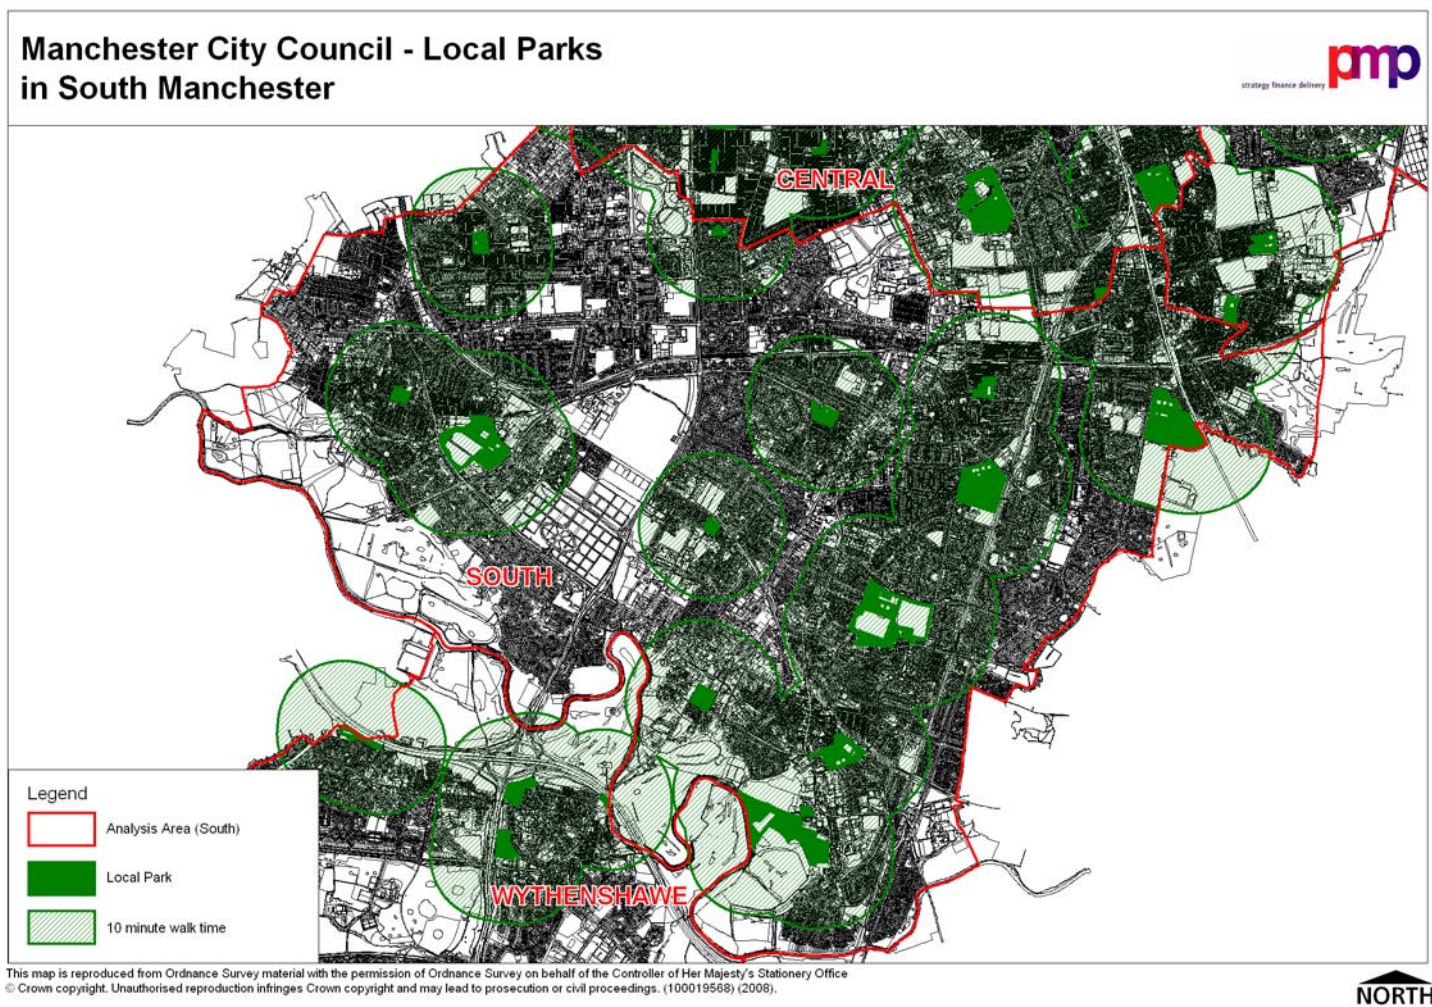 Manchester City Council - Local Parks
in South Manchester
strategy finance delivery pmp
CENTRAL
SOUTH
WYTHENSHAWE
Legend
Analysis Area (South)
Local Park
10 minute walk time
This map is reproduced from Ordnance Survey material with the permission of Ordnance Survey on behalf of the Controller of Her Majesty's Stationery Office
© Crown copyright. Unauthorised reproduction infringes Crown copyright and may lead to prosecution or civil proceedings. (100019568) (2008).
NORTH